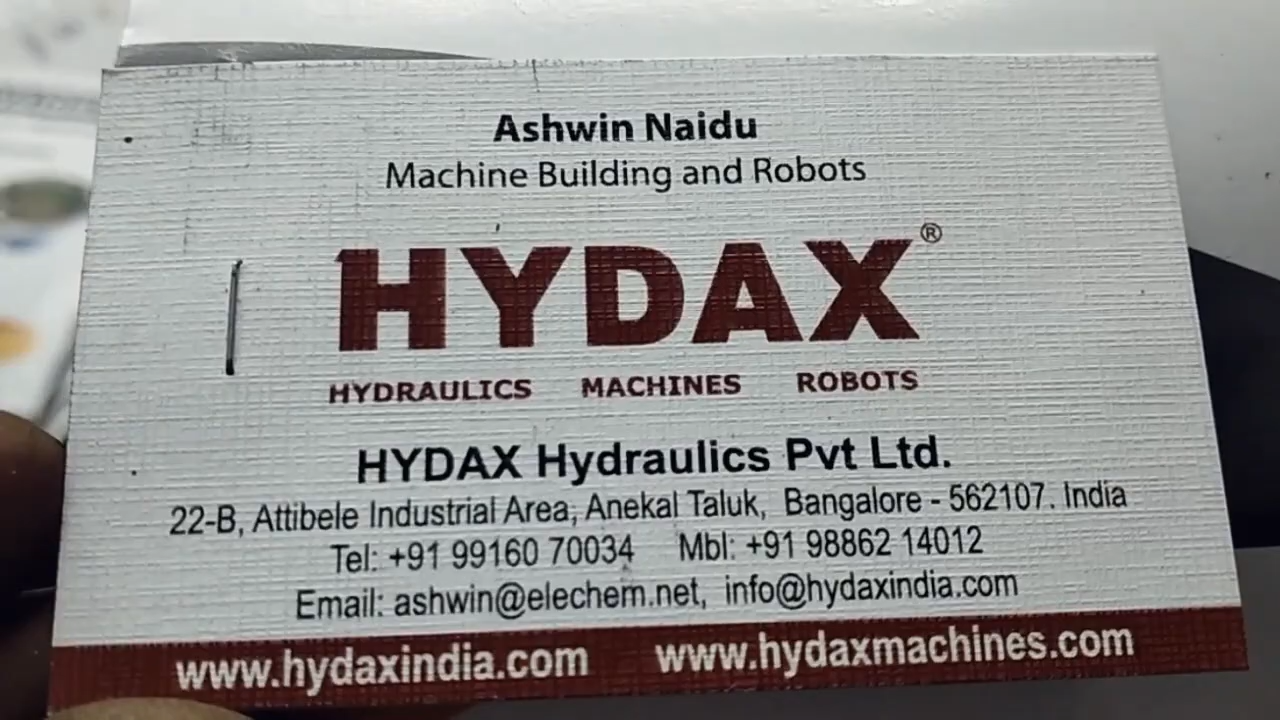 Ashwin Naidu
Machine Building and Robots
HYDAX®
HYDRAULICS MACHINES ROBOTS
HYDAX Hydraulics Pvt Ltd.
22-B, Attibele Industrial Area, Anekal Taluk, Bangalore - 562107. India
Tel: +91 99160 70034 Mbl: +91 98862 14012
Email: ashwin@elechem.net, info@hydaxindia.com
www.hydaxindia.com www.hydaxmachines.com